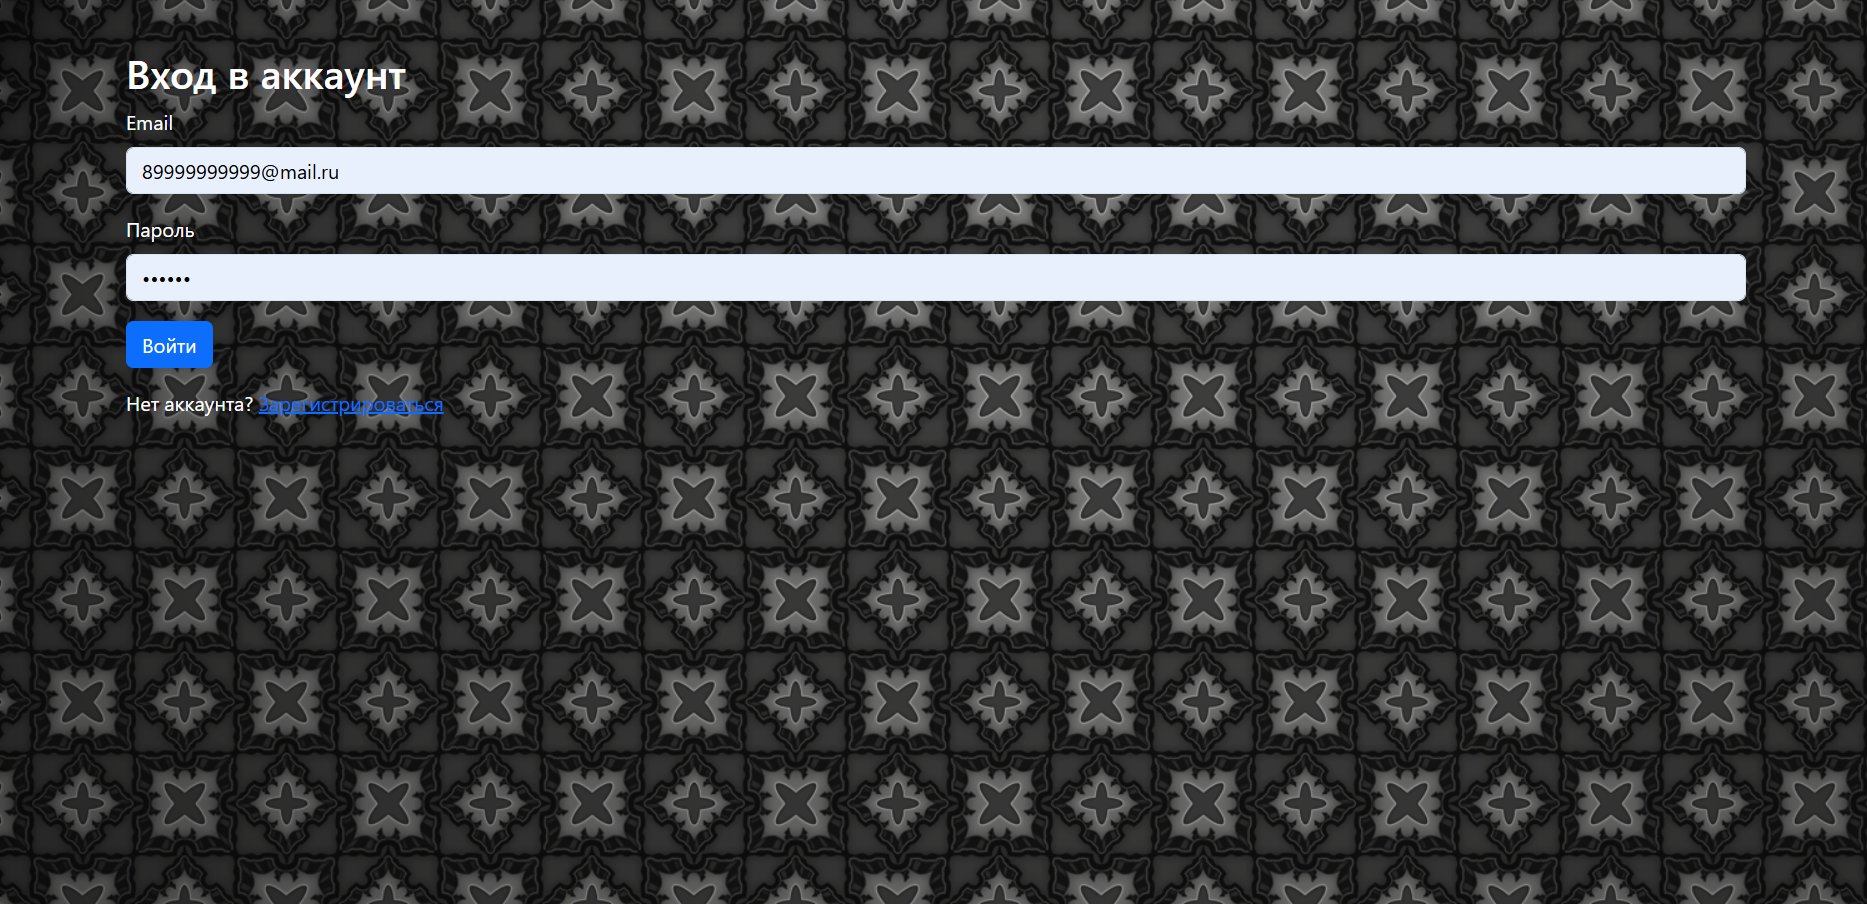 Вход в аккаунт
Email
89999999999@mail.ru
Пароль
••••••
Войти
Нет аккаунта? Зарегистрироваться